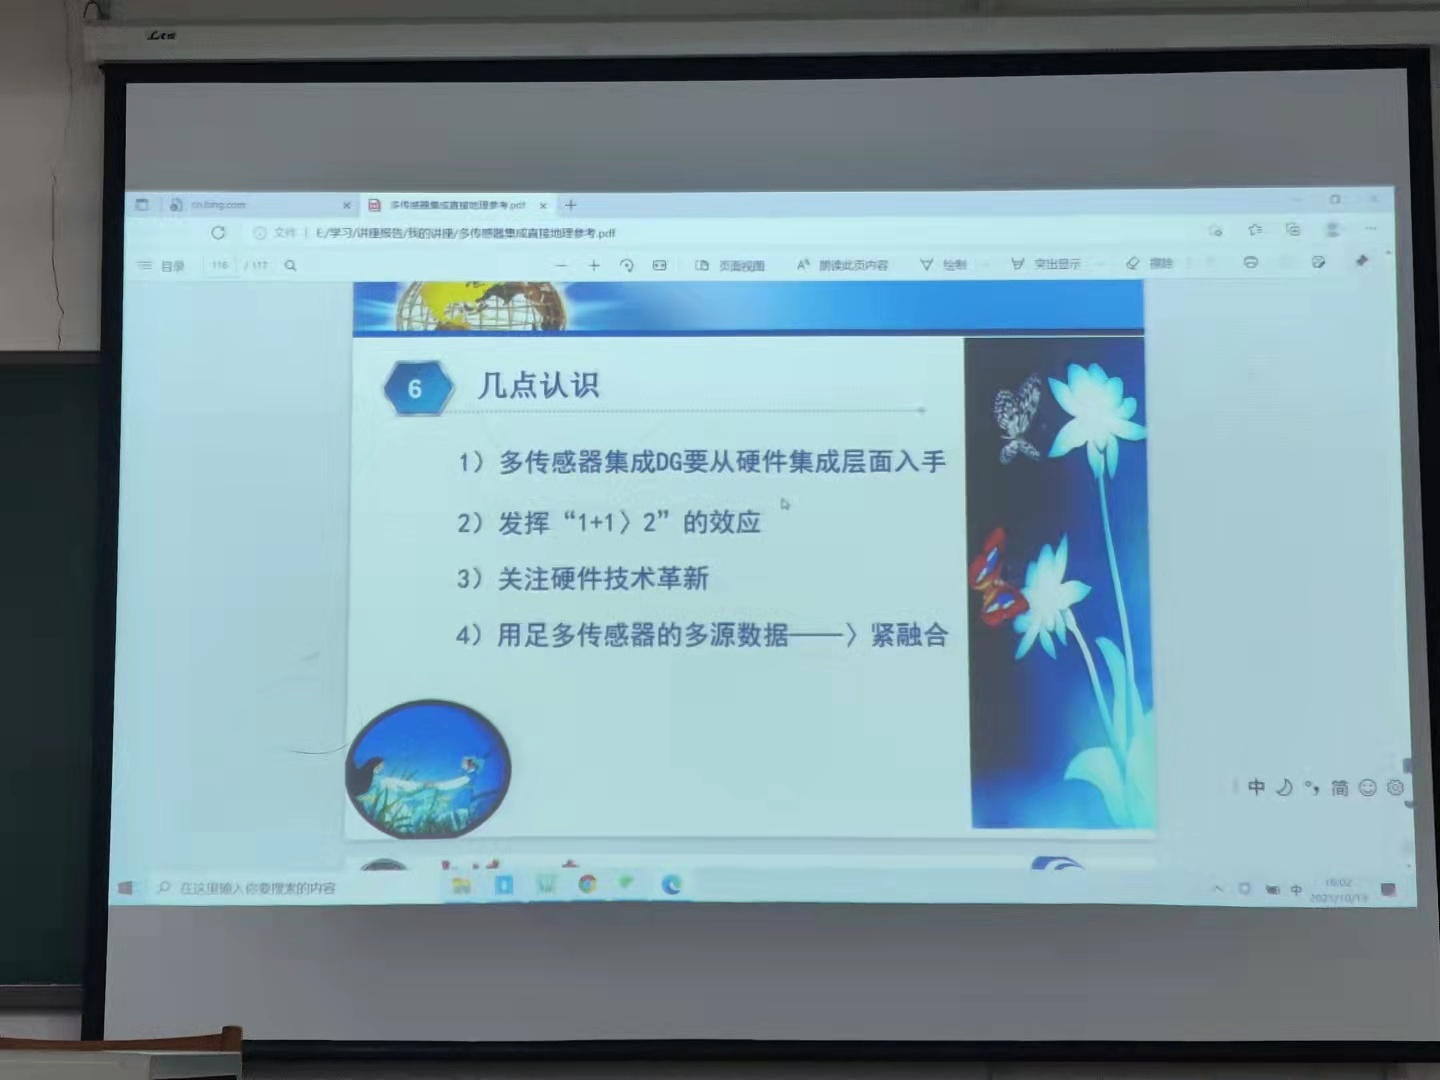 cn.bing.com
多传感器集成直接地理参考.pdf
文件 E:/学习/讲座报告/我的讲座/多传感器集成直接地理参考.pdf
目录 116 / 117 页面视图 朗读此页内容 绘制 突出显示 擦除
6 几点认识
1）多传感器集成DG要从硬件集成层面入手
2）发挥“1+1〉2”的效应
3）关注硬件技术革新
4）用足多传感器的多源数据——〉紧融合
中 简
在这里输入你要搜索的内容
中 16:02
2021/10/13